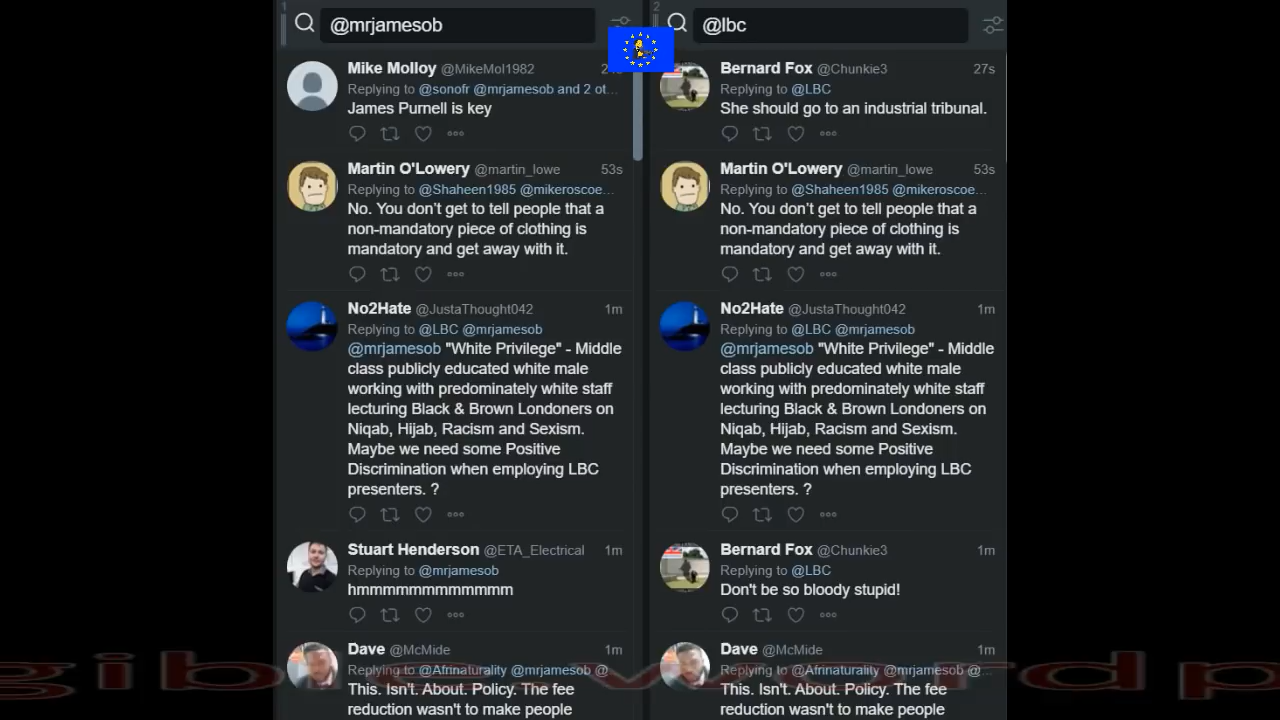 1
@mrjamesob
Mike Molloy @MikeMol1982
Replying to @sonofr @mrjamesob and 2 ot...
James Purnell is key
Martin O'Lowery @martin_lowe 53s
Replying to @Shaheen1985 @mikeroscoe...
No. You don't get to tell people that a
non-mandatory piece of clothing is
mandatory and get away with it.
No2Hate @JustaThought042 1m
Replying to @LBC @mrjamesob
@mrjamesob "White Privilege" - Middle
class publicly educated white male
working with predominately white staff
lecturing Black & Brown Londoners on
Niqab, Hijab, Racism and Sexism.
Maybe we need some Positive
Discrimination when employing LBC
presenters. ?
Stuart Henderson @ETA_Electrical 1m
Replying to @mrjamesob
hmmmmmmmmmmmm
Dave @McMide 1m
Replying to @Afrinaturality @mrjamesob @
This. Isn't. About. Policy. The fee
reduction wasn't to make people
2
@lbc
Bernard Fox @Chunkie3 27s
Replying to @LBC
She should go to an industrial tribunal.
Martin O'Lowery @martin_lowe 53s
Replying to @Shaheen1985 @mikeroscoe...
No. You don't get to tell people that a
non-mandatory piece of clothing is
mandatory and get away with it.
No2Hate @JustaThought042 1m
Replying to @LBC @mrjamesob
@mrjamesob "White Privilege" - Middle
class publicly educated white male
working with predominately white staff
lecturing Black & Brown Londoners on
Niqab, Hijab, Racism and Sexism.
Maybe we need some Positive
Discrimination when employing LBC
presenters. ?
Bernard Fox @Chunkie3 1m
Replying to @LBC
Don't be so bloody stupid!
Dave @McMide 1m
Replying to @Afrinaturality @mrjamesob @...
This. Isn't. About. Policy. The fee
reduction wasn't to make people